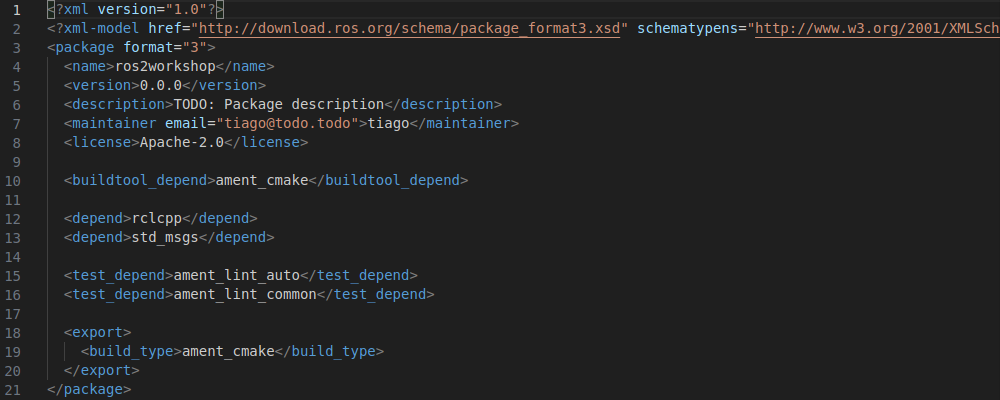 1 <?xml version="1.0"?>
2 <?xml-model href="http://download.ros.org/schema/package_format3.xsd" schematypens="http://www.w3.org/2001/XMLSch
3 <package format="3">
4   <name>ros2workshop</name>
5   <version>0.0.0</version>
6   <description>TODO: Package description</description>
7   <maintainer email="tiago@todo.todo">tiago</maintainer>
8   <license>Apache-2.0</license>
9
10   <buildtool_depend>ament_cmake</buildtool_depend>
11
12   <depend>rclcpp</depend>
13   <depend>std_msgs</depend>
14
15   <test_depend>ament_lint_auto</test_depend>
16   <test_depend>ament_lint_common</test_depend>
17
18   <export>
19     <build_type>ament_cmake</build_type>
20   </export>
21 </package>